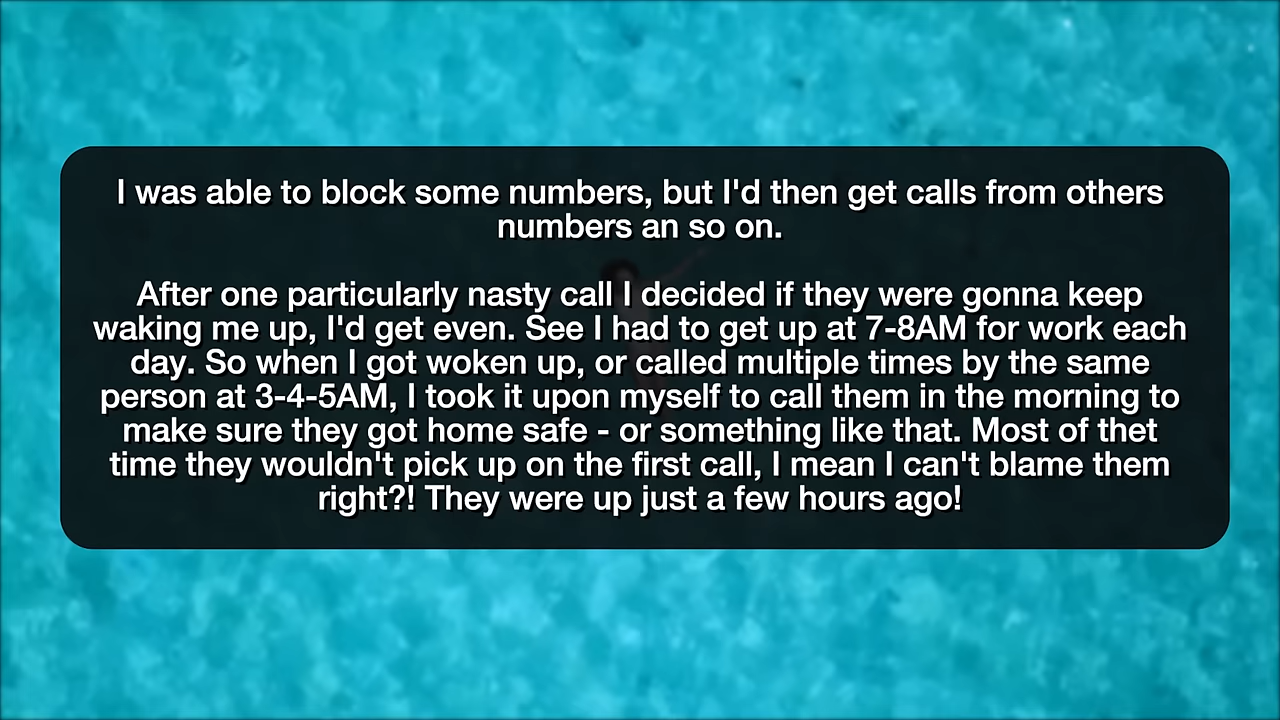 I was able to block some numbers, but I'd then get calls from others
numbers an so on.
After one particularly nasty call I decided if they were gonna keep
waking me up, I'd get even. See I had to get up at 7-8AM for work each
day. So when I got woken up, or called multiple times by the same
person at 3-4-5AM, I took it upon myself to call them in the morning to
make sure they got home safe - or something like that. Most of thet
time they wouldn't pick up on the first call, I mean I can't blame them
right?! They were up just a few hours ago!